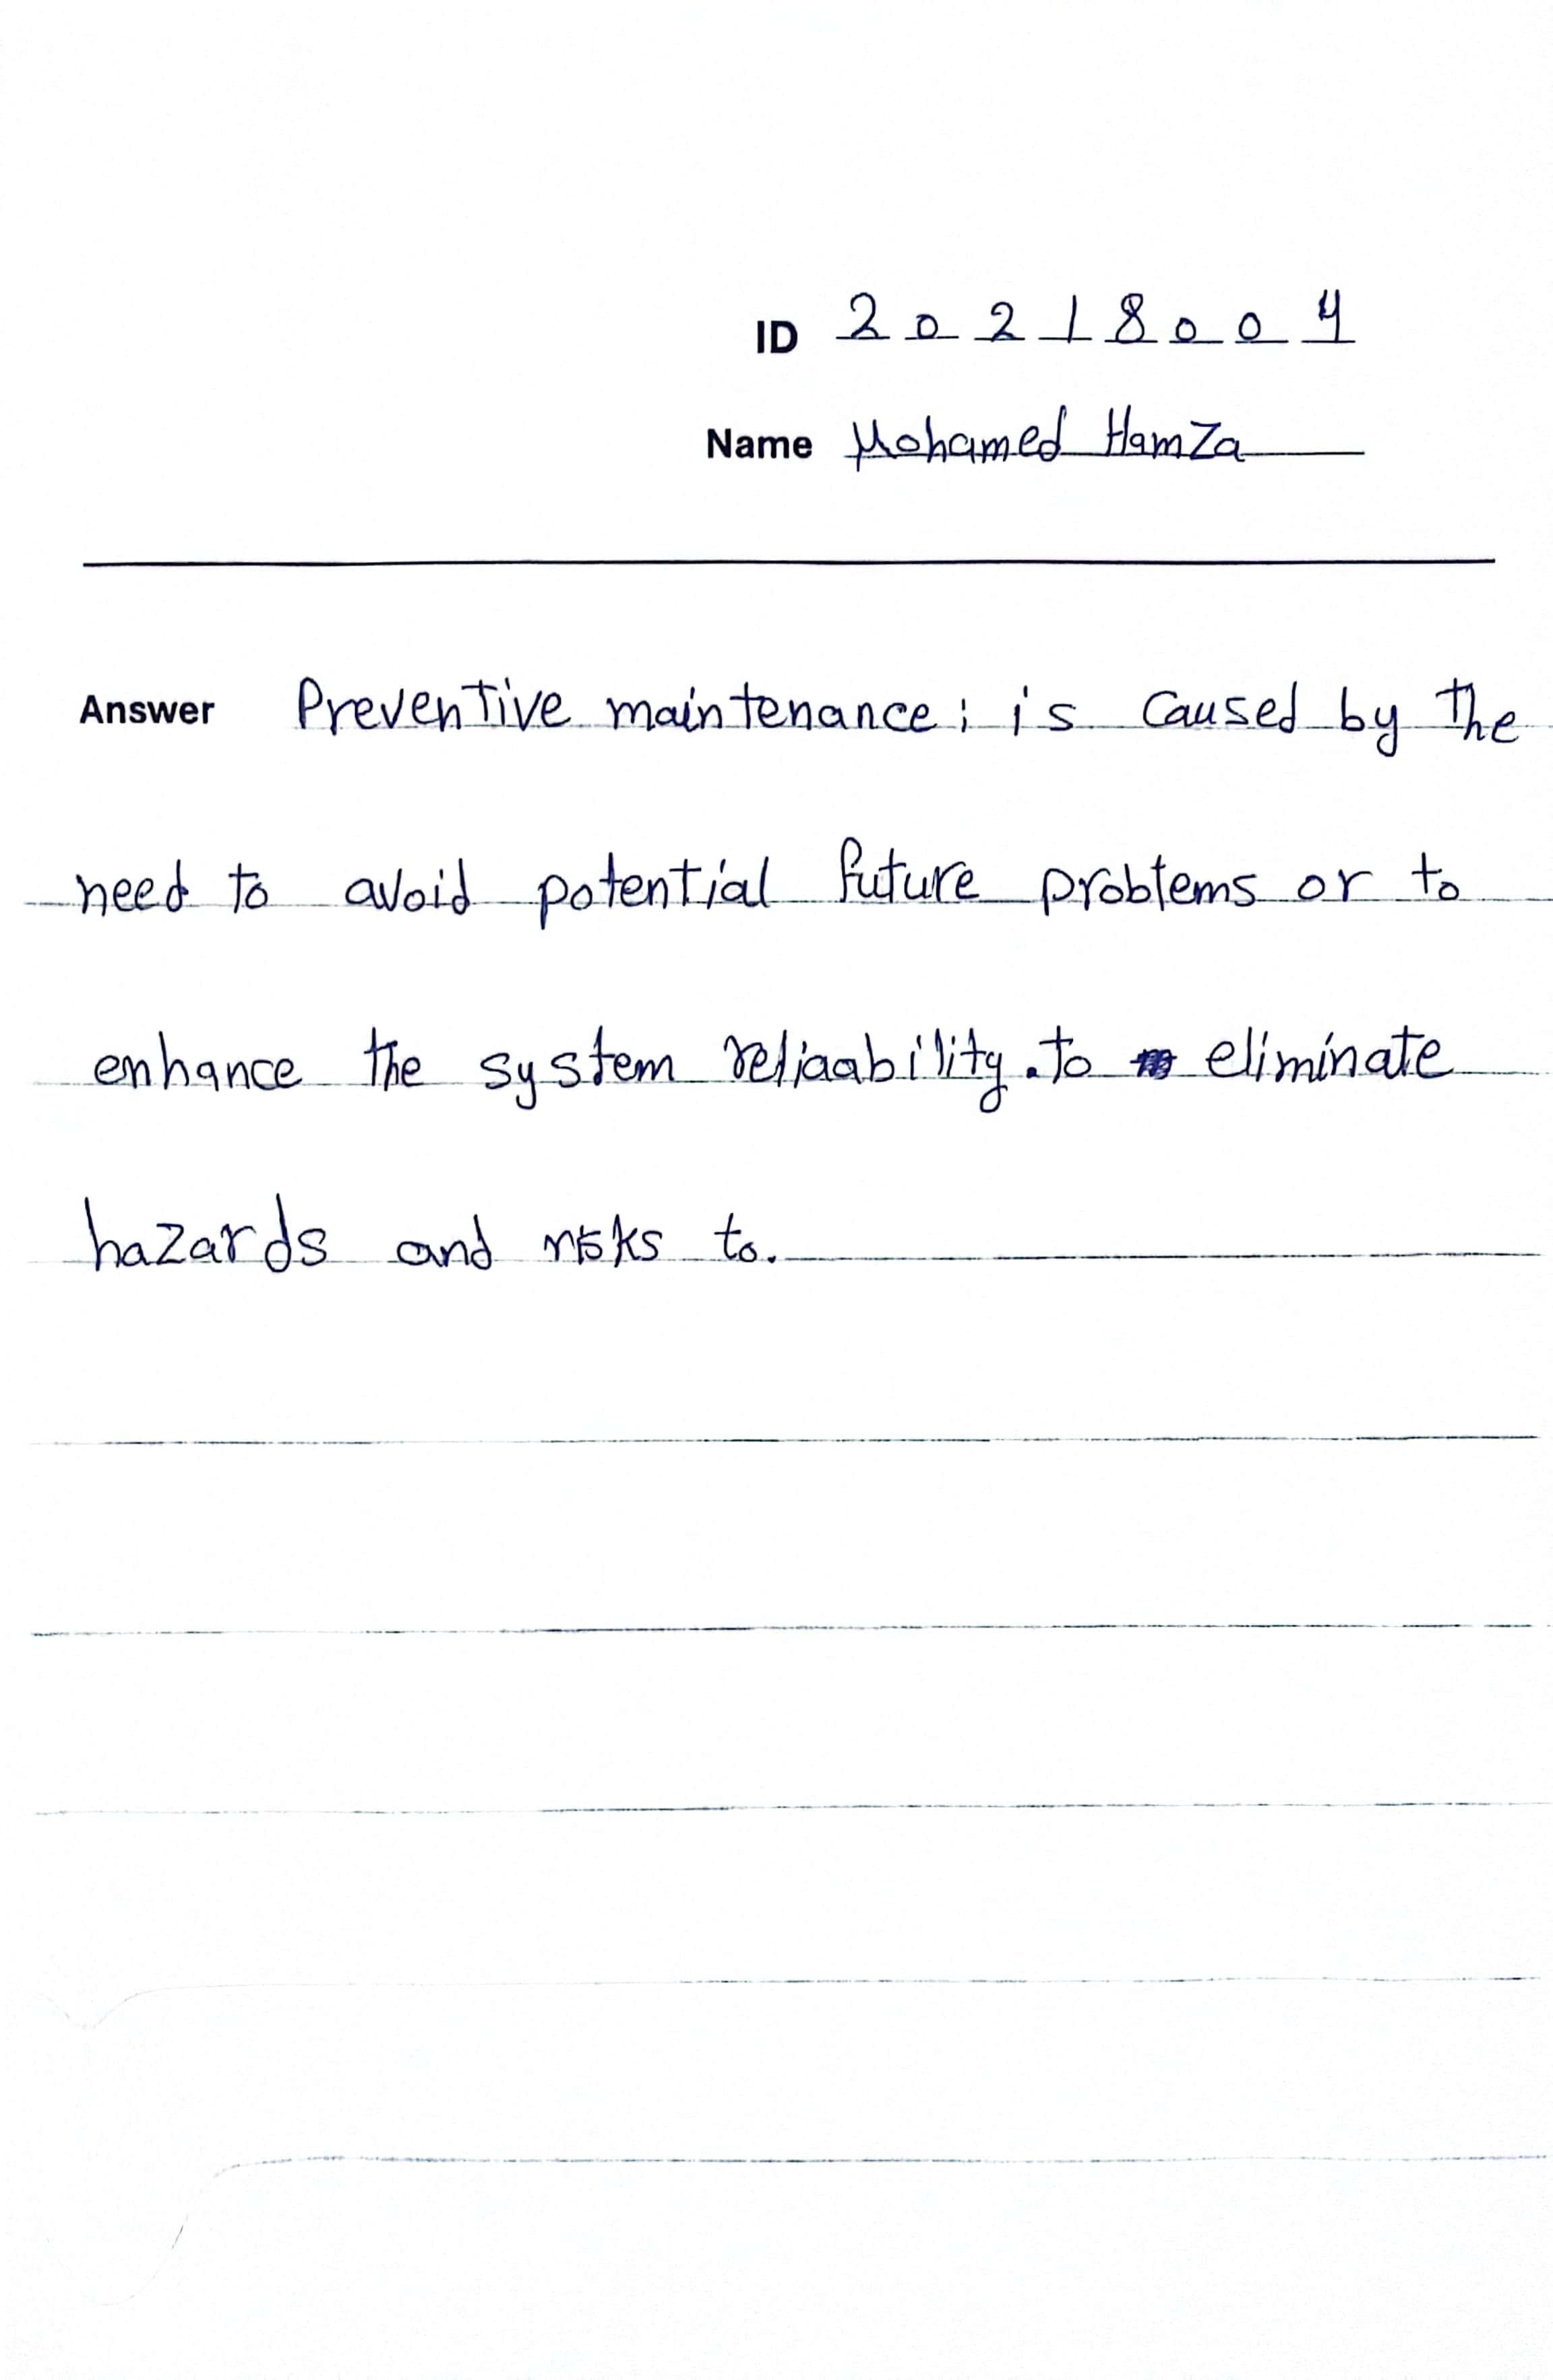 ID 20218004
Name Mohamed Hamza
Answer Preventive maintenance: is caused by the
need to avoid potential future problems or to
enhance the system reliaability. to eliminate
hazards and risks to.